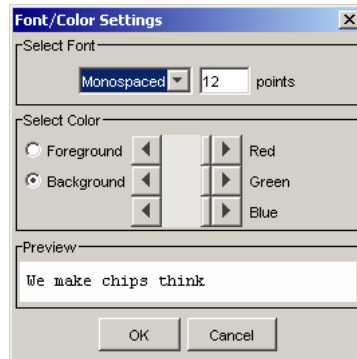 Font/Color Settings
Select Font
Monospaced 12 points
Select Color
Foreground Red
Background Green
Blue
Preview
We make chips think
OK Cancel